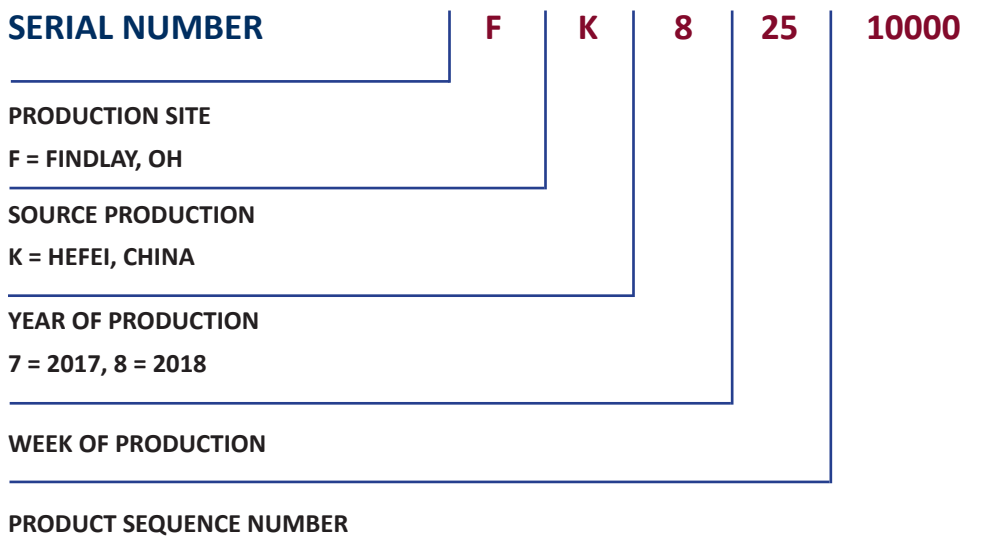 SERIAL NUMBER F K 8 25 10000
PRODUCTION SITE
F = FINDLAY, OH
SOURCE PRODUCTION
K = HEFEI, CHINA
YEAR OF PRODUCTION
7 = 2017, 8 = 2018
WEEK OF PRODUCTION
PRODUCT SEQUENCE NUMBER